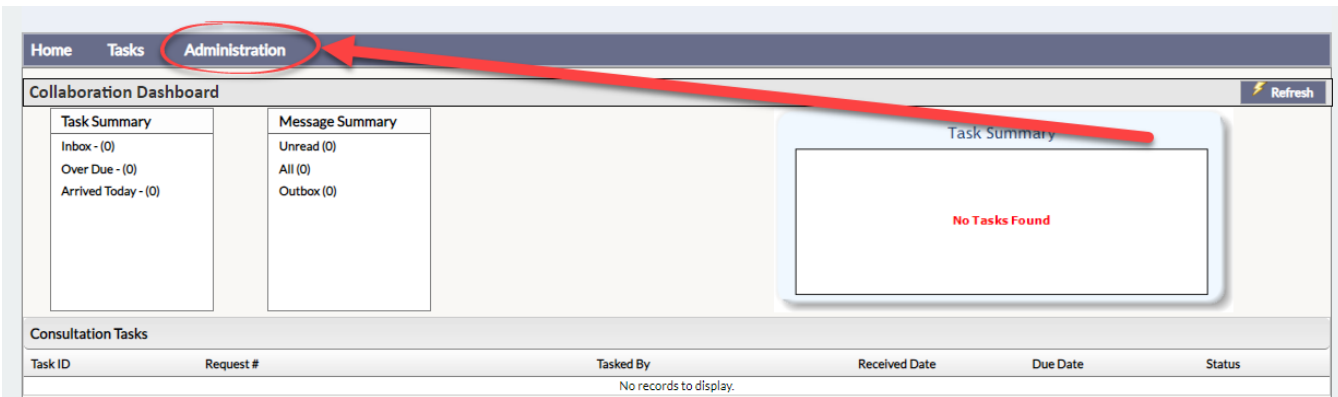 Home Tasks Administration
Collaboration Dashboard Refresh
Task Summary Message Summary
Inbox - (0) Unread (0)
Over Due - (0) All (0)
Arrived Today - (0) Outbox (0)
Task Summary
No Tasks Found
Consultation Tasks
Task ID Request # Tasked By Received Date Due Date Status
No records to display.